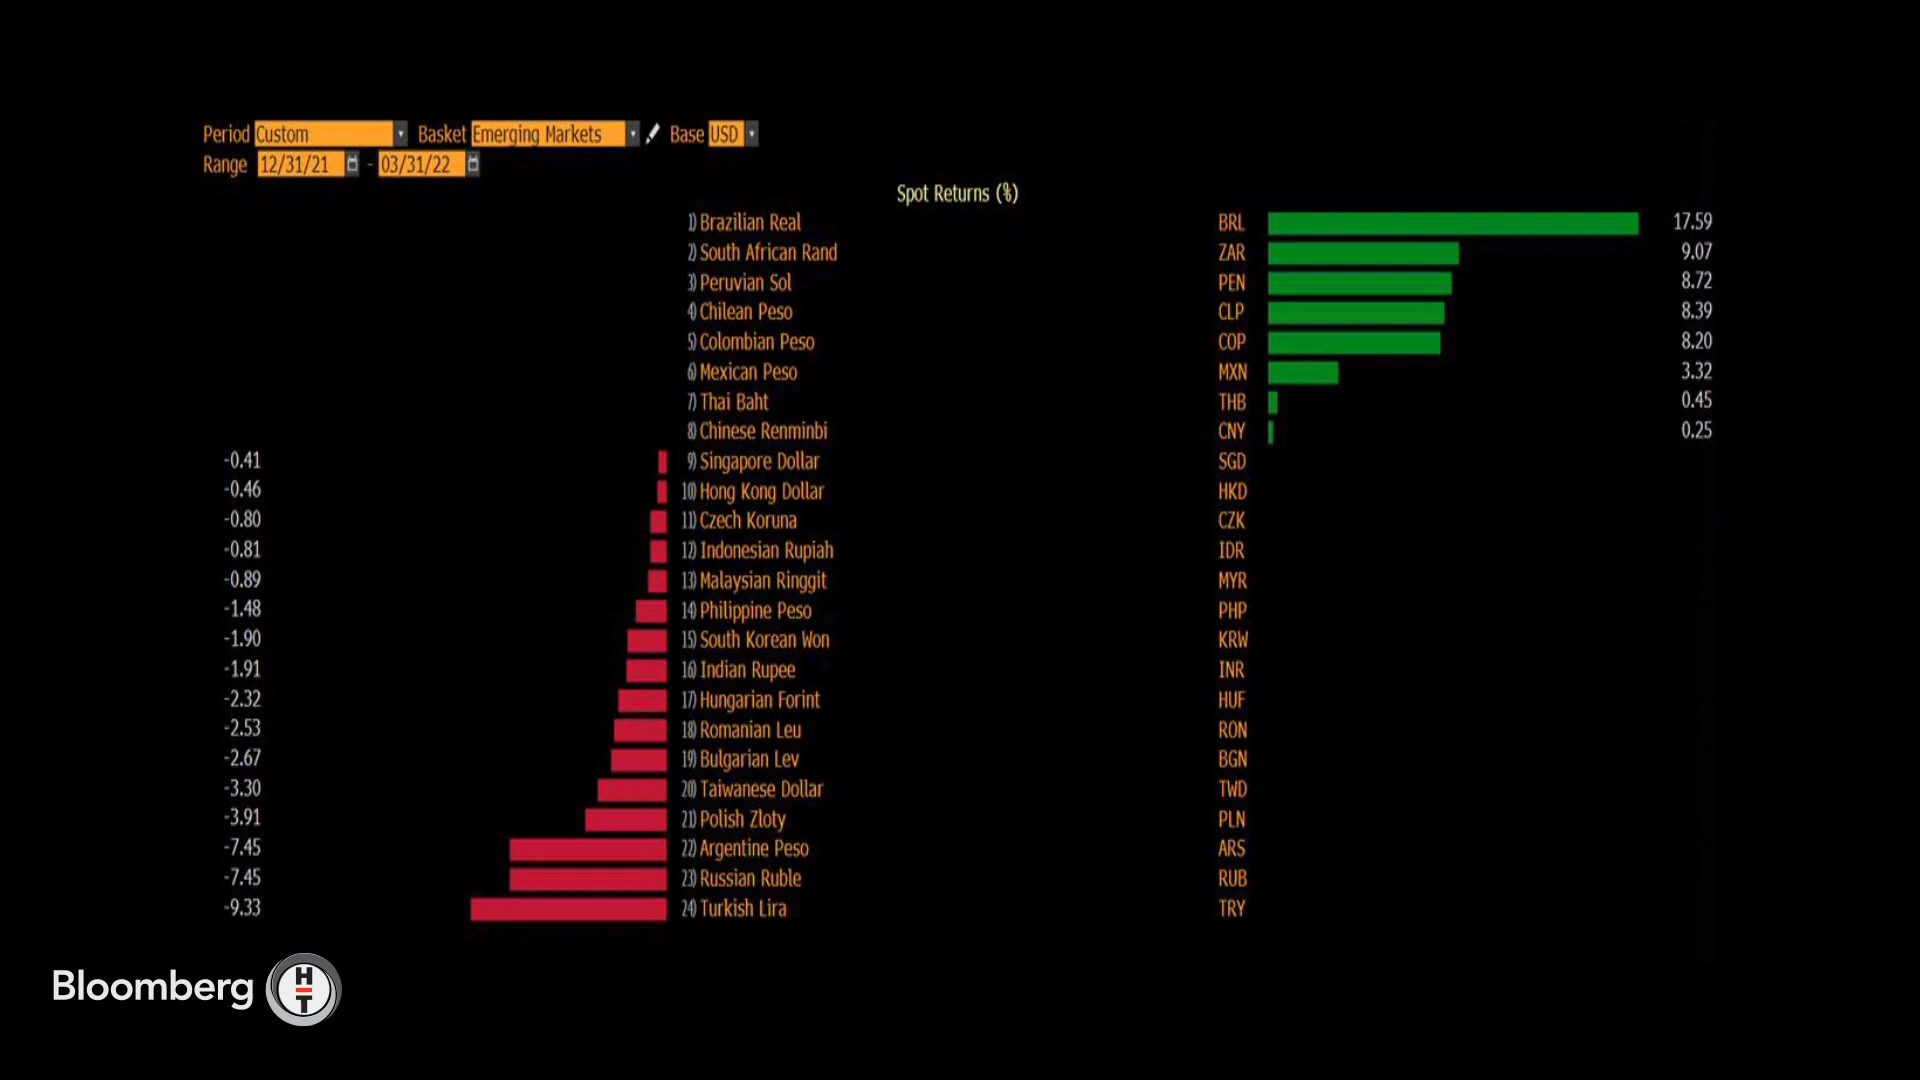 Period Custom Basket Emerging Markets Base USD
Range 12/31/21 - 03/31/22
Spot Returns (%)
1) Brazilian Real BRL 17.59
2) South African Rand ZAR 9.07
3) Peruvian Sol PEN 8.72
4) Chilean Peso CLP 8.39
5) Colombian Peso COP 8.20
6) Mexican Peso MXN 3.32
7) Thai Baht THB 0.45
8) Chinese Renminbi CNY 0.25
-0.41 9) Singapore Dollar SGD
-0.46 10) Hong Kong Dollar HKD
-0.80 11) Czech Koruna CZK
-0.81 12) Indonesian Rupiah IDR
-0.89 13) Malaysian Ringgit MYR
-1.48 14) Philippine Peso PHP
-1.90 15) South Korean Won KRW
-1.91 16) Indian Rupee INR
-2.32 17) Hungarian Forint HUF
-2.53 18) Romanian Leu RON
-2.67 19) Bulgarian Lev BGN
-3.30 20) Taiwanese Dollar TWD
-3.91 21) Polish Zloty PLN
-7.45 22) Argentine Peso ARS
-7.45 23) Russian Ruble RUB
-9.33 24) Turkish Lira TRY
Bloomberg HT